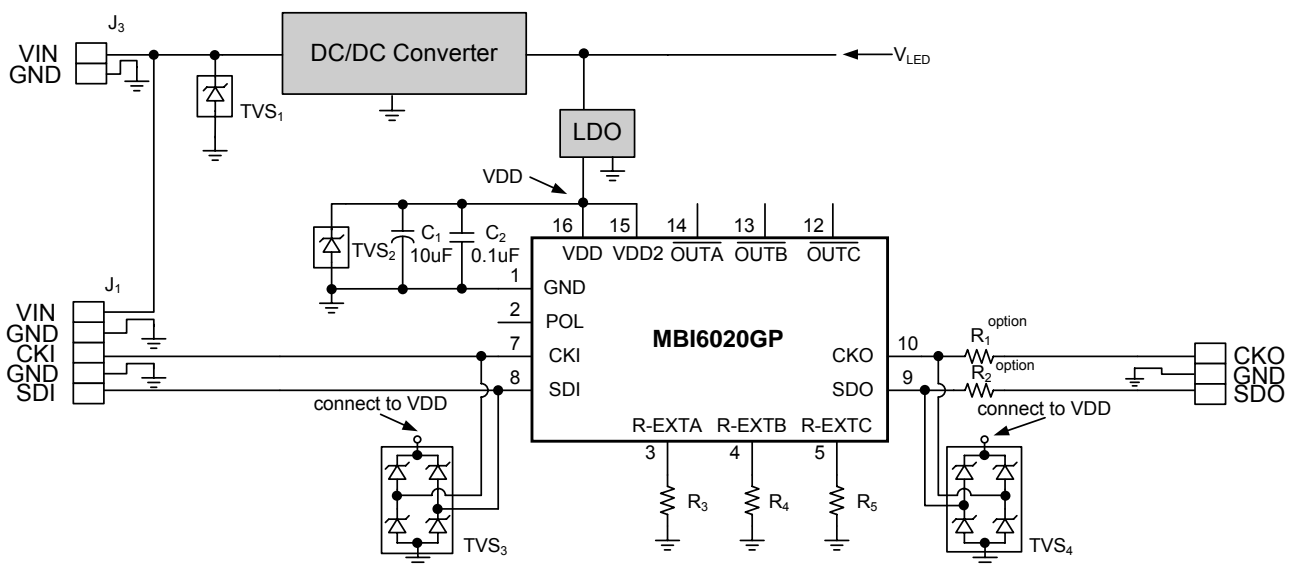 J3
VIN
GND
DC/DC Converter
VLED
TVS1
LDO
VDD
TVS2
C1
10uF
C2
0.1uF
16
15
14
13
12
VDD
VDD2
OUTA
OUTB
OUTC
J1
VIN
GND
CKI
GND
SDI
1
GND
2
POL
7
CKI
8
SDI
MBI6020GP
10
CKO
9
SDO
R1 option
R2 option
CKO
GND
SDO
connect to VDD
connect to VDD
R-EXTA
R-EXTB
R-EXTC
3
4
5
R3
R4
R5
TVS3
TVS4